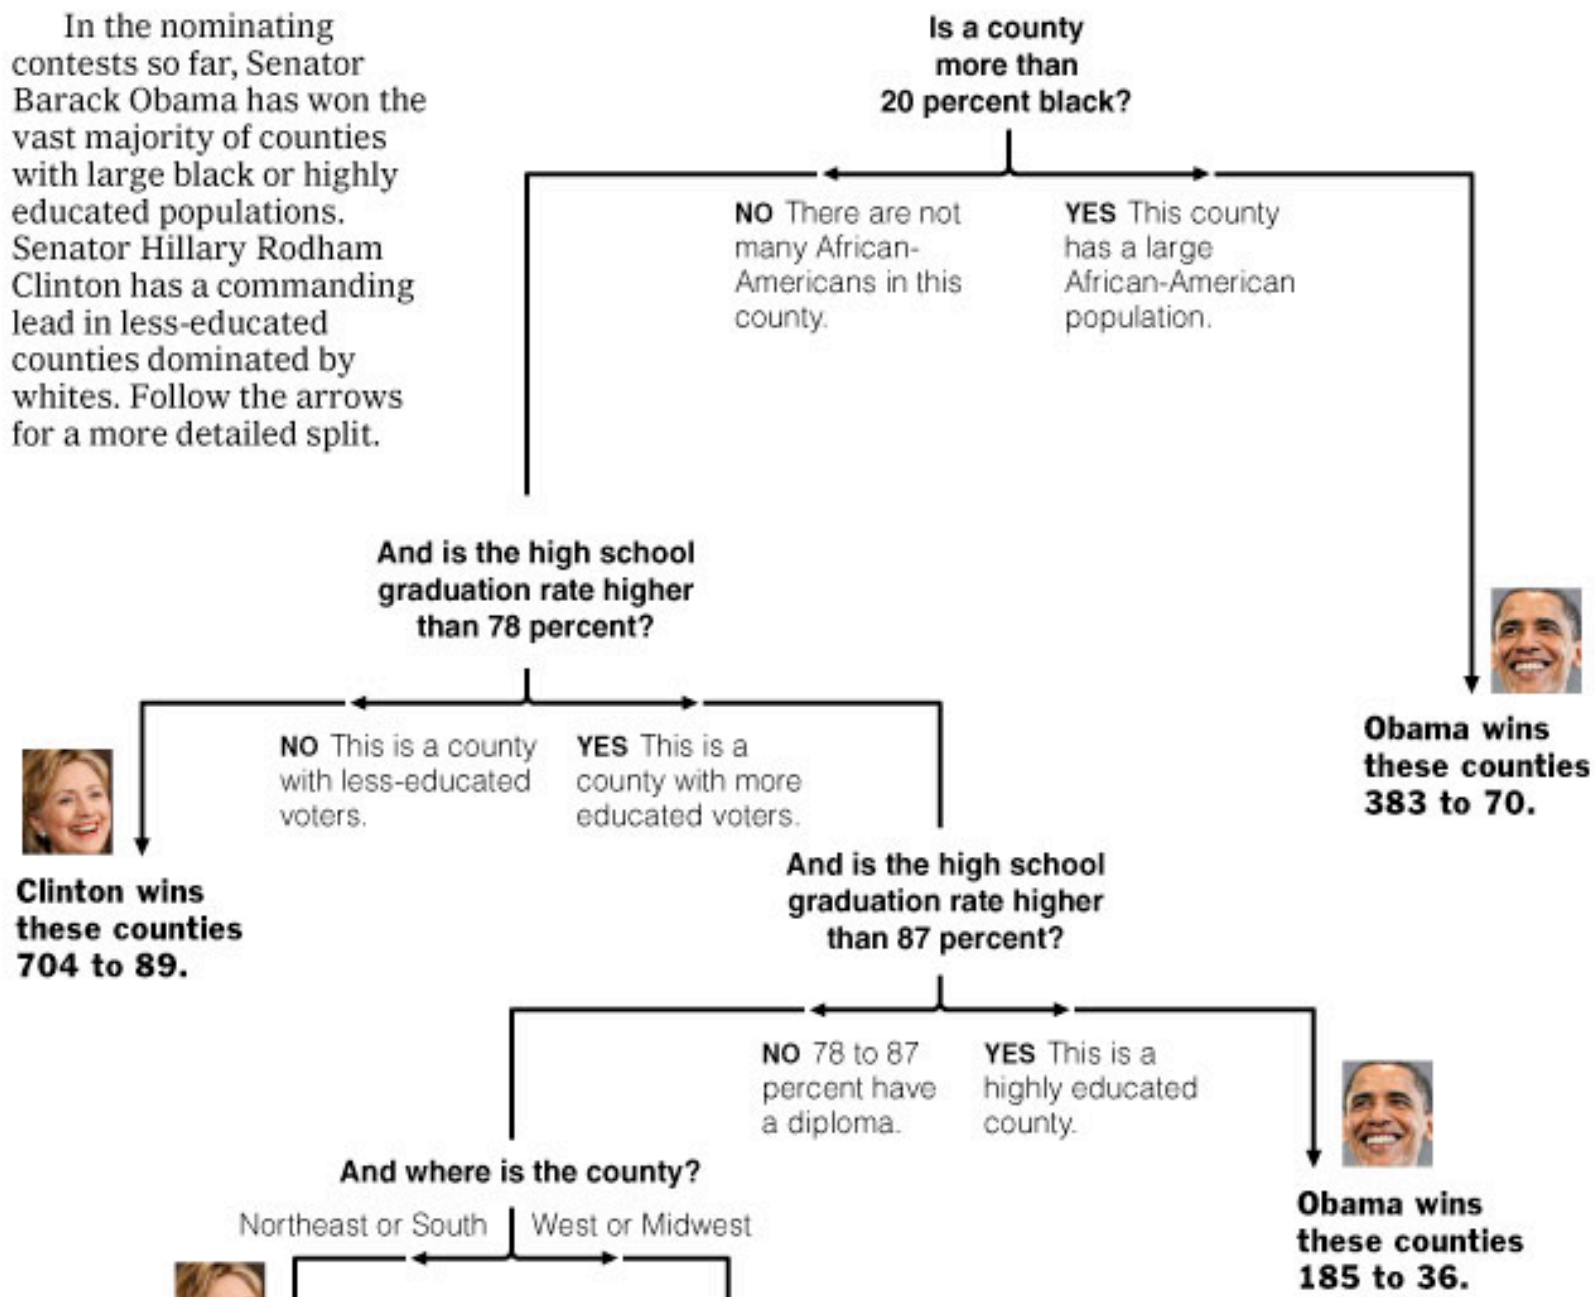 In the nominating
contests so far, Senator
Barack Obama has won the
vast majority of counties
with large black or highly
educated populations.
Senator Hillary Rodham
Clinton has a commanding
lead in less-educated
counties dominated by
whites. Follow the arrows
for a more detailed split.
Is a county
more than
20 percent black?
NO There are not
many African-
Americans in this
county.
YES This county
has a large
African-American
population.
And is the high school
graduation rate higher
than 78 percent?
Obama wins
these counties
383 to 70.
NO This is a county
with less-educated
voters.
YES This is a
county with more
educated voters.
Clinton wins
these counties
704 to 89.
And is the high school
graduation rate higher
than 87 percent?
NO 78 to 87
percent have
a diploma.
YES This is a
highly educated
county.
And where is the county?
Northeast or South
West or Midwest
Obama wins
these counties
185 to 36.